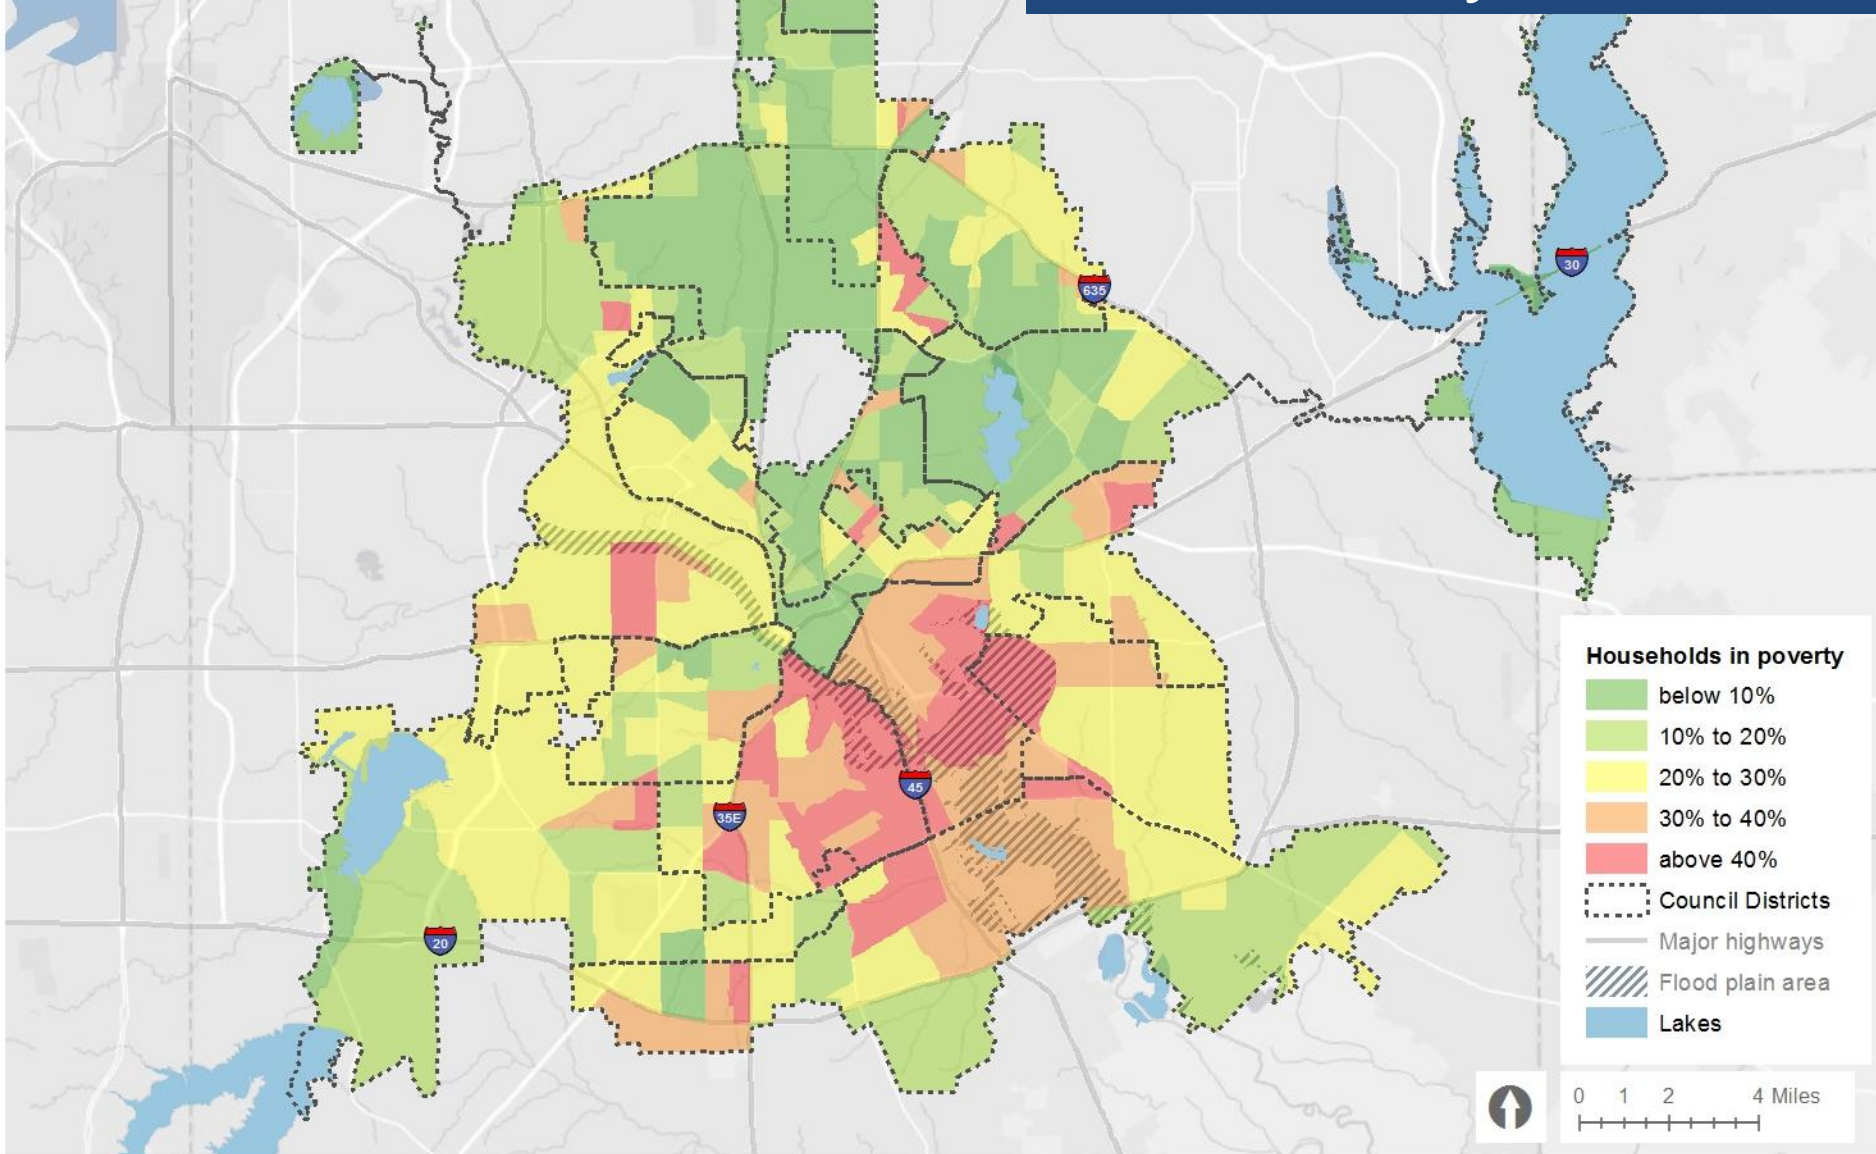 30
635
45
35E
20
Households in poverty
below 10%
10% to 20%
20% to 30%
30% to 40%
above 40%
Council Districts
Major highways
Flood plain area
Lakes
0 1 2 4 Miles